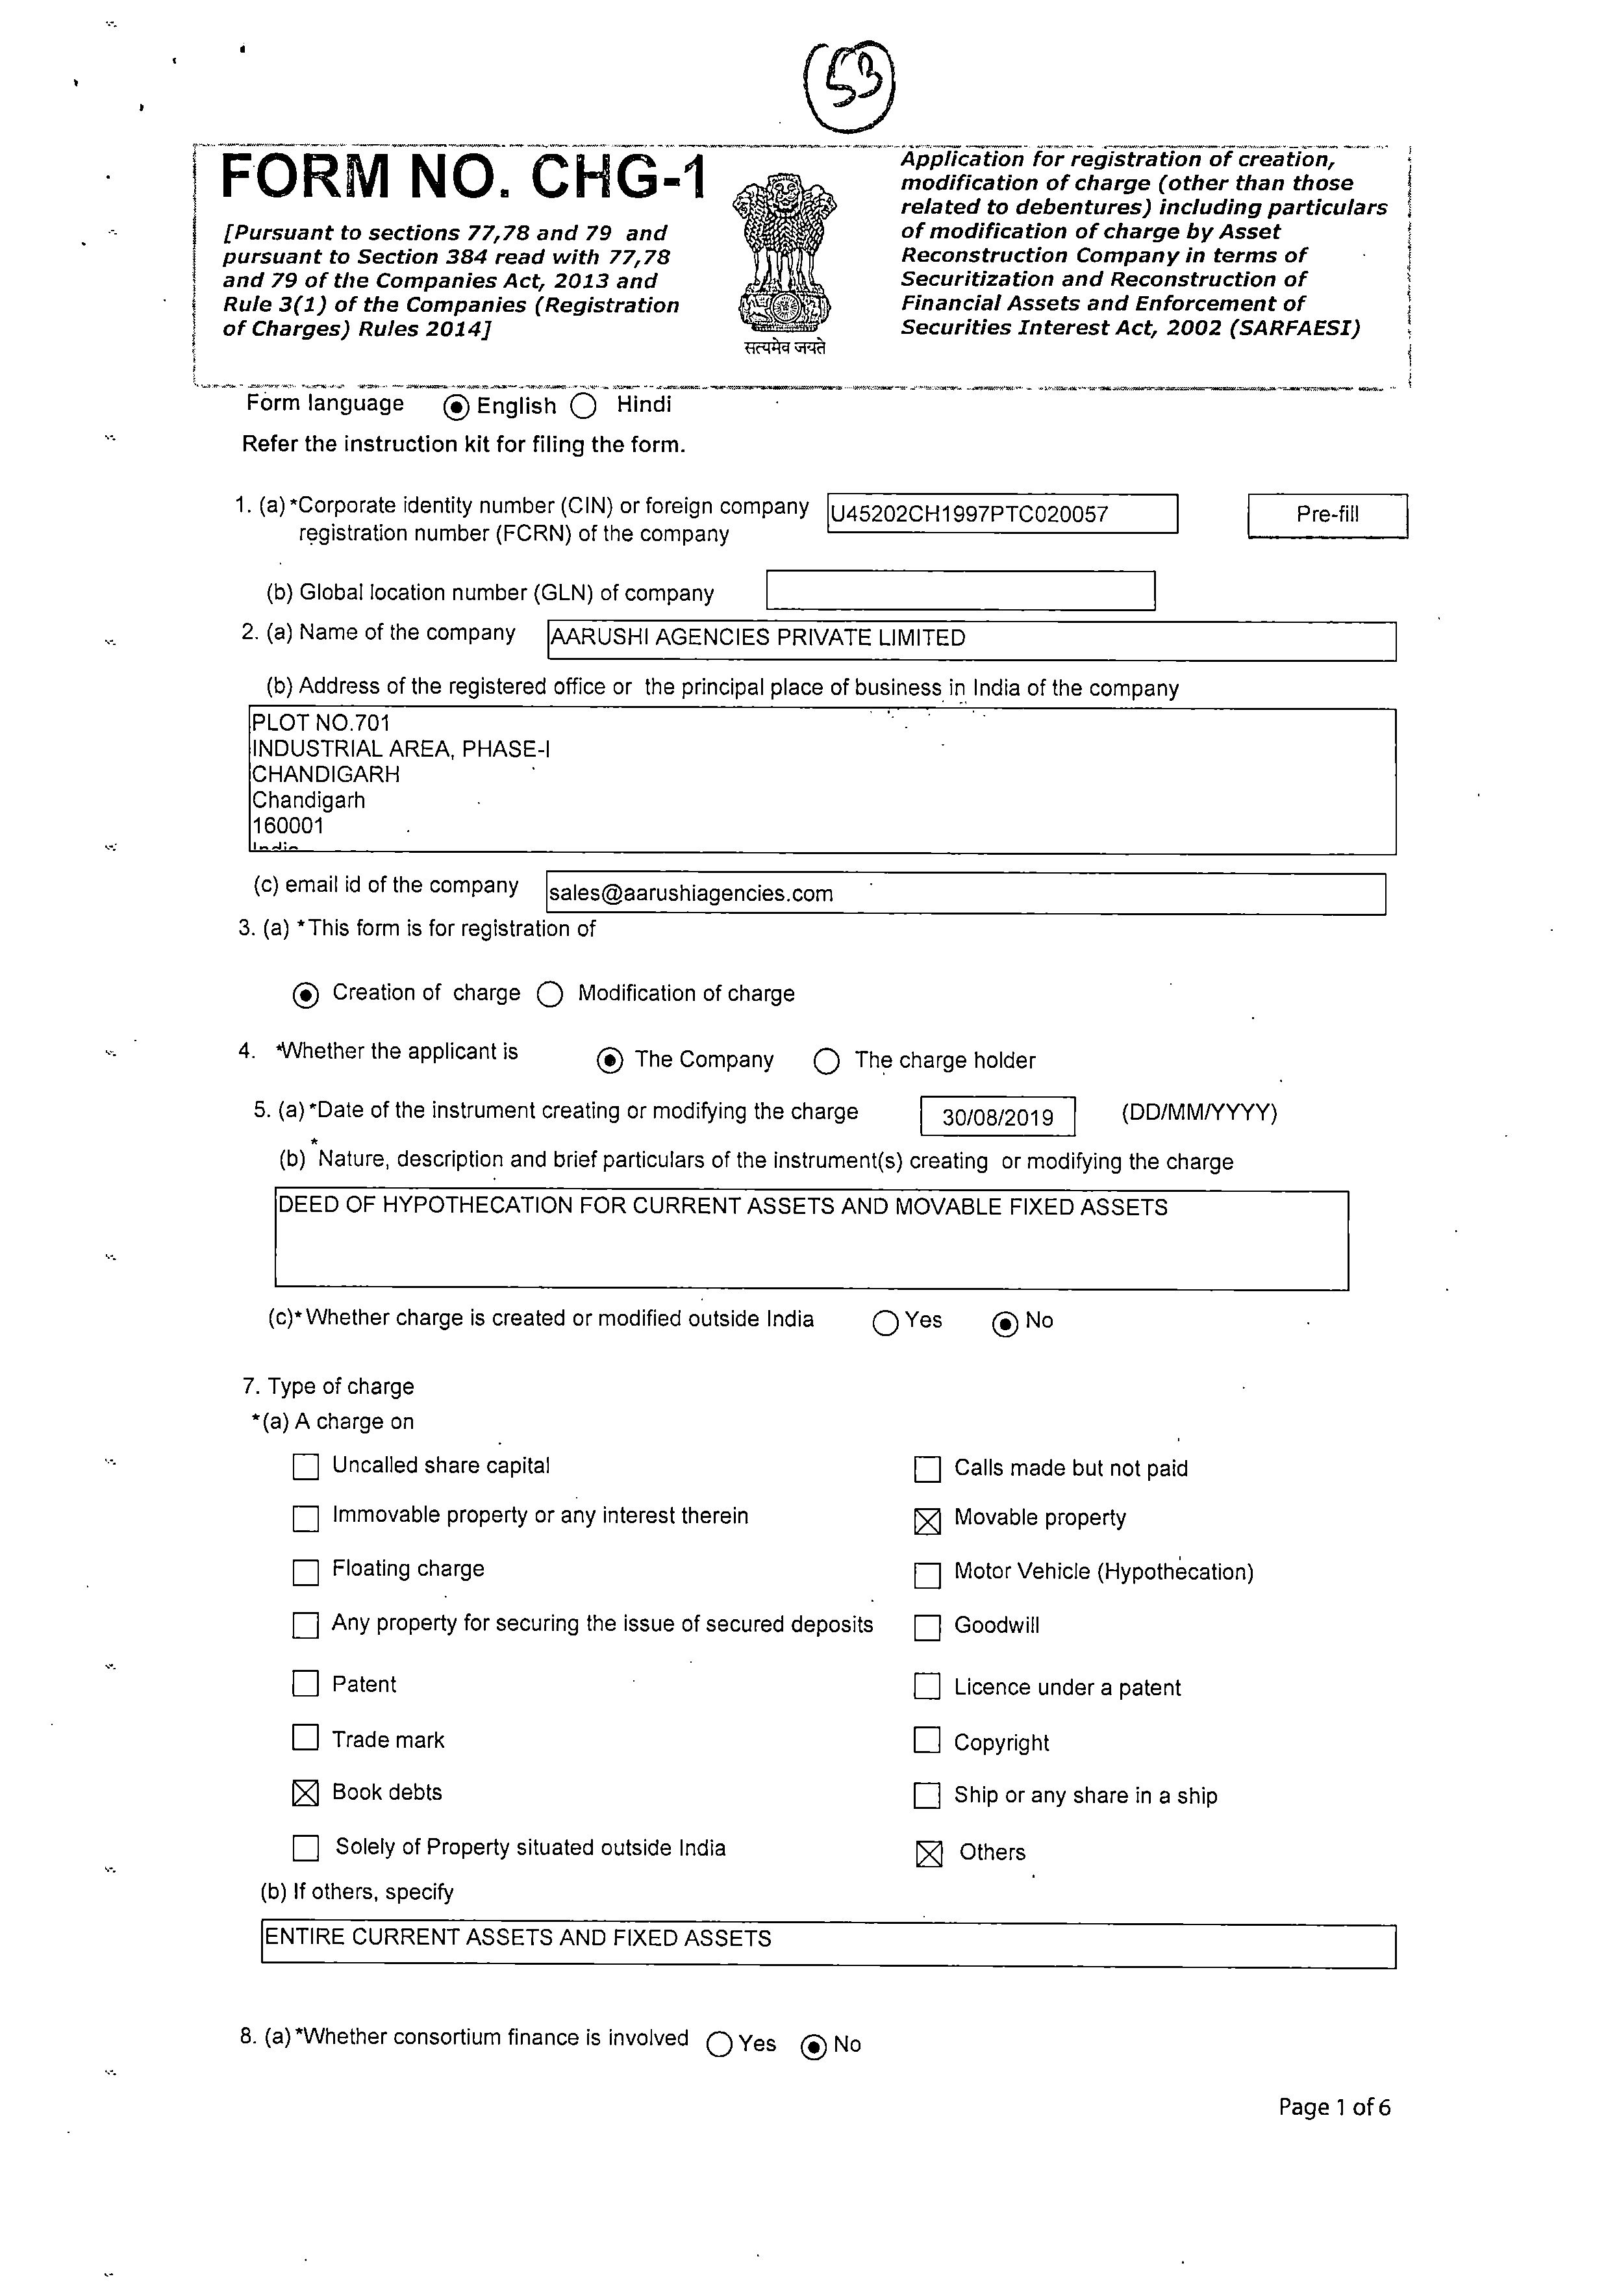 53
FORM NO. CHG-1
[Pursuant to sections 77,78 and 79 and
pursuant to Section 384 read with 77,78
and 79 of the Companies Act, 2013 and
Rule 3(1) of the Companies (Registration
of Charges) Rules 2014]
सत्यमेव जयते
Application for registration of creation,
modification of charge (other than those
related to debentures) including particulars
of modification of charge by Asset
Reconstruction Company in terms of
Securitization and Reconstruction of
Financial Assets and Enforcement of
Securities Interest Act, 2002 (SARFAESI)
Form language English Hindi
Refer the instruction kit for filing the form.
1. (a) *Corporate identity number (CIN) or foreign company U45202CH1997PTC020057 Pre-fill
registration number (FCRN) of the company
(b) Global location number (GLN) of company
2. (a) Name of the company AARUSHI AGENCIES PRIVATE LIMITED
(b) Address of the registered office or the principal place of business in India of the company
PLOT NO.701
INDUSTRIAL AREA, PHASE-I
CHANDIGARH
Chandigarh
160001
India
(c) email id of the company sales@aarushiagencies.com
3. (a) *This form is for registration of
Creation of charge Modification of charge
4. *Whether the applicant is The Company The charge holder
5. (a) *Date of the instrument creating or modifying the charge 30/08/2019 (DD/MM/YYYY)
(b) *Nature, description and brief particulars of the instrument(s) creating or modifying the charge
DEED OF HYPOTHECATION FOR CURRENT ASSETS AND MOVABLE FIXED ASSETS
(c)* Whether charge is created or modified outside India Yes No
7. Type of charge
*(a) A charge on
Uncalled share capital Calls made but not paid
Immovable property or any interest therein Movable property
Floating charge Motor Vehicle (Hypothecation)
Any property for securing the issue of secured deposits Goodwill
Patent Licence under a patent
Trade mark Copyright
Book debts Ship or any share in a ship
Solely of Property situated outside India Others
(b) If others, specify
ENTIRE CURRENT ASSETS AND FIXED ASSETS
8. (a) *Whether consortium finance is involved Yes No
Page 1 of 6